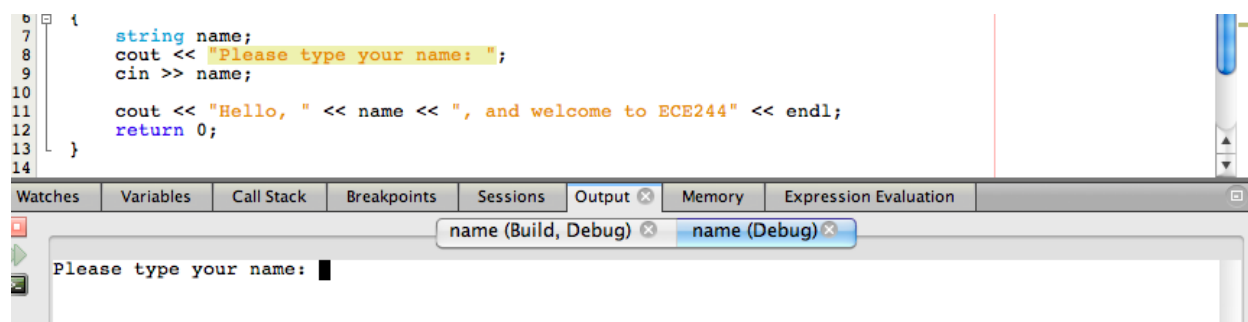 6 {
7 string name;
8 cout << "Please type your name: ";
9 cin >> name;
10
11 cout << "Hello, " << name << ", and welcome to ECE244" << endl;
12 return 0;
13 }
14
Watches Variables Call Stack Breakpoints Sessions Output Memory Expression Evaluation
name (Build, Debug) name (Debug)
Please type your name: